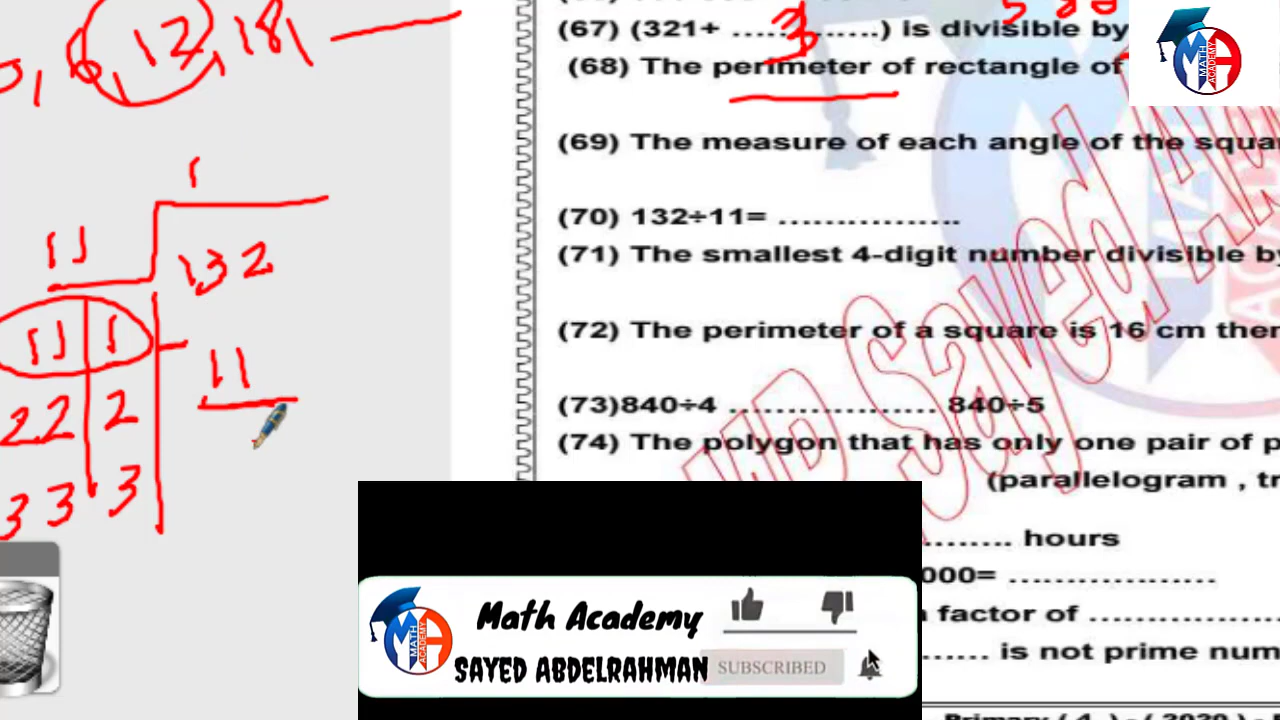 12, 18,
1
11 132
11 1 11
22 2
33 3
(67) (321+ ....3.........) is divisible by
(68) The perimeter of rectangle of
(69) The measure of each angle of the squa
(70) 132÷11= ..................
(71) The smallest 4-digit number divisible by
(72) The perimeter of a square is 16 cm then
(73)840÷4 .................... 840÷5
(74) The polygon that has only one pair of p
(parallelogram , tr
........ hours
000= ....................
factor of ....................
...... is not prime num
MATH ACADEMY
Sayed
Math Academy
SAYED ABDELRAHMAN
SUBSCRIBED
MATH ACADEMY